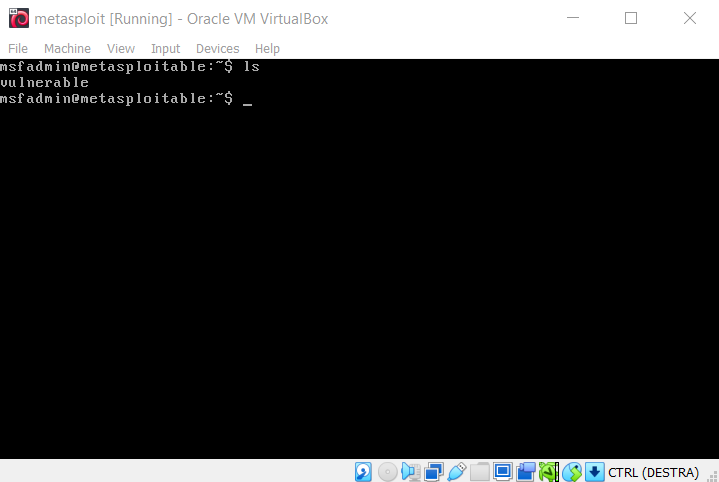 metasploit [Running] - Oracle VM VirtualBox
File Machine View Input Devices Help
msfadmin@metasploitable:~$ ls
vulnerable
msfadmin@metasploitable:~$ _
CTRL (DESTRA)